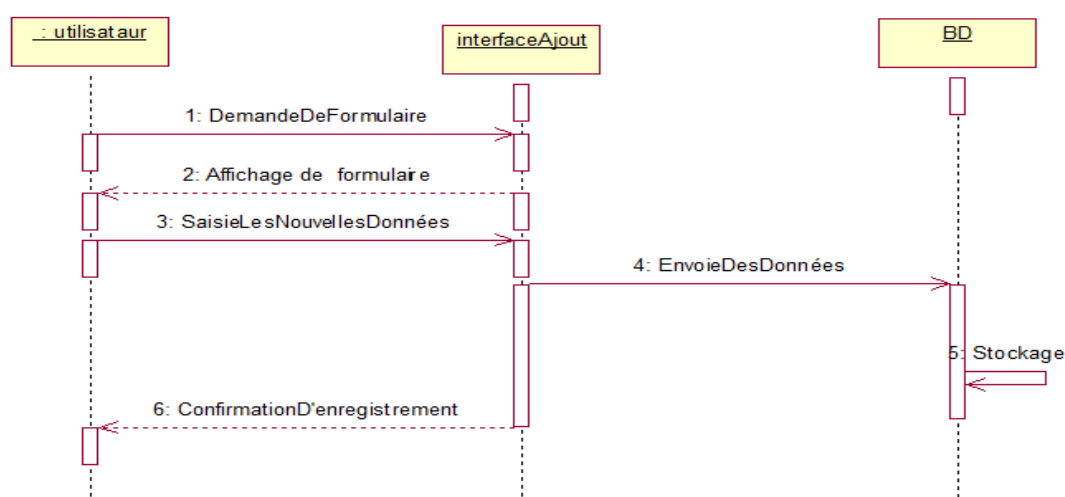 _ : utilisataur
interfaceAjout
BD
1: DemandeDeFormulaire
2: Affichage de formulaire
3: SaisieLesNouvellesDonnées
4: EnvoieDesDonnées
5: Stockage
6: ConfirmationD'enregistrement